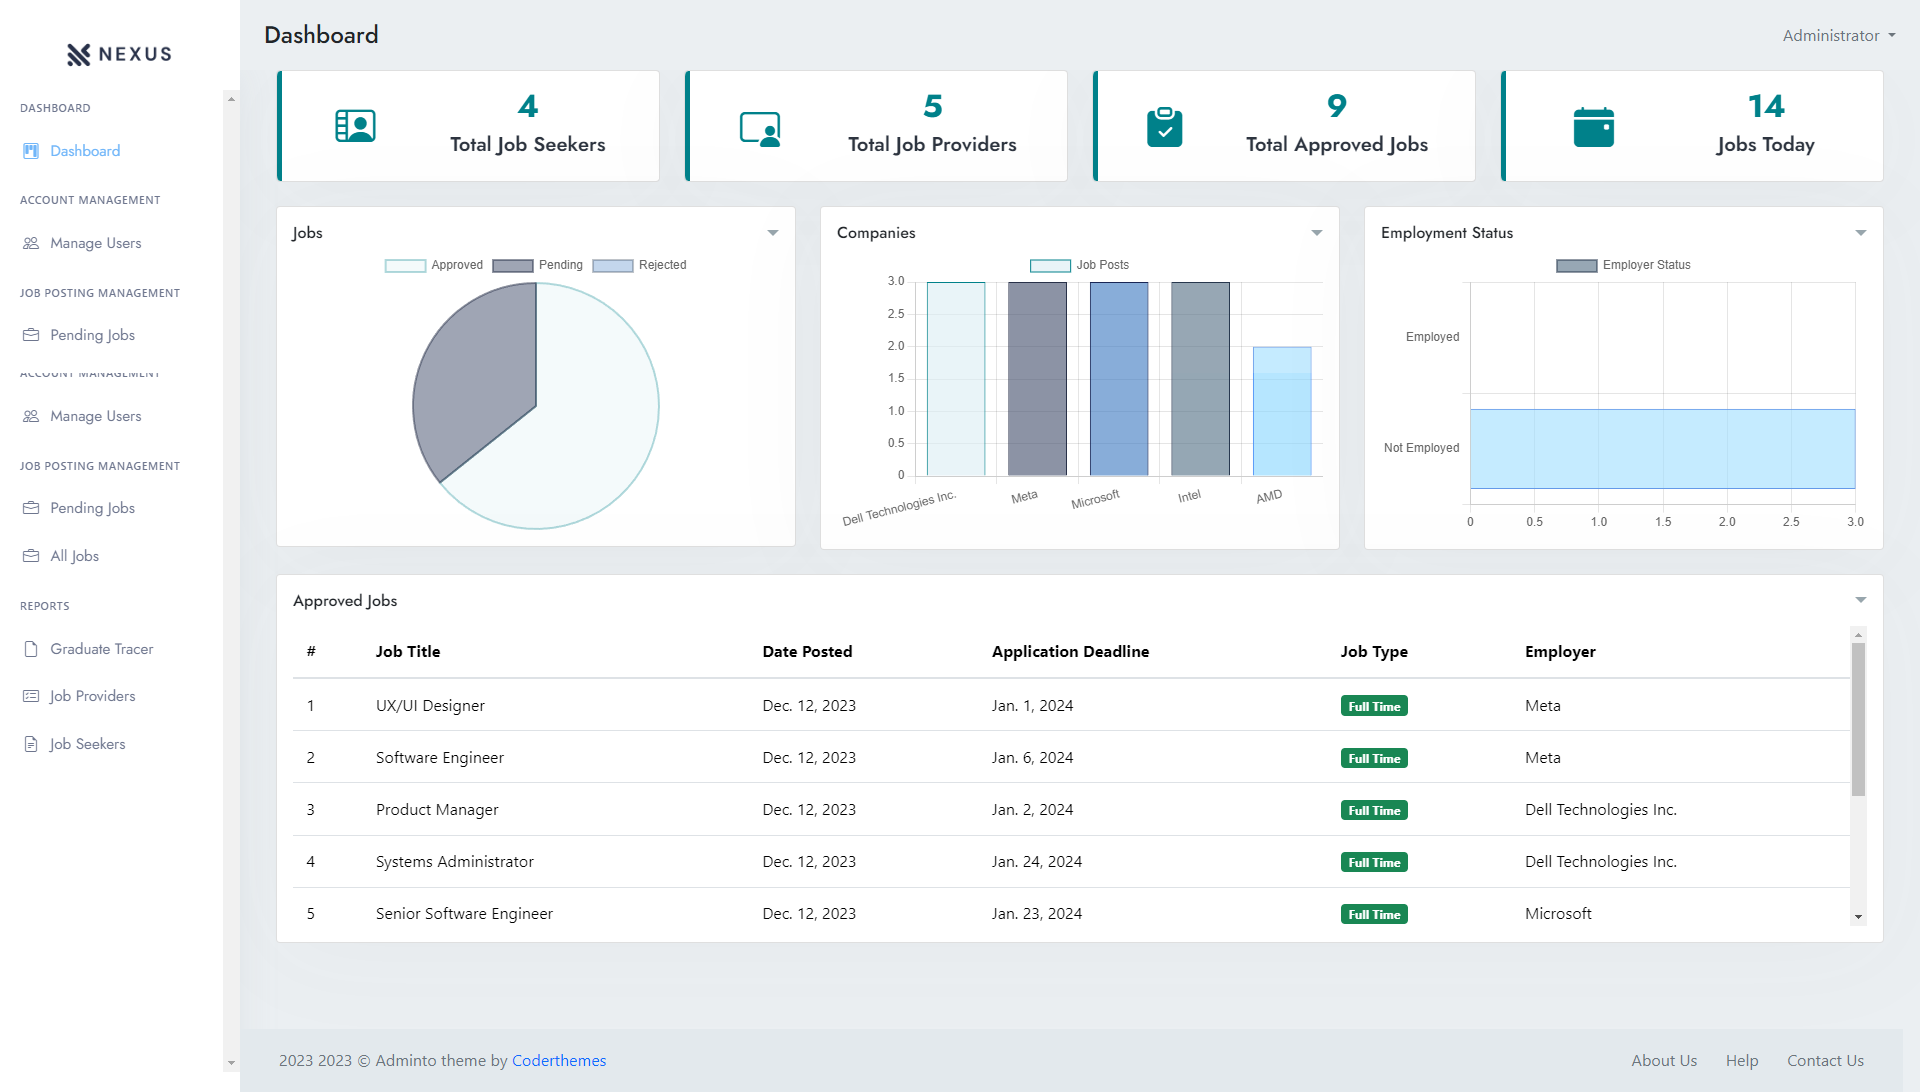 NEXUS
DASHBOARD
Dashboard
ACCOUNT MANAGEMENT
Manage Users
JOB POSTING MANAGEMENT
Pending Jobs
ACCOUNT MANAGEMENT
Manage Users
JOB POSTING MANAGEMENT
Pending Jobs
All Jobs
REPORTS
Graduate Tracer
Job Providers
Job Seekers
Dashboard
Administrator
4
Total Job Seekers
5
Total Job Providers
9
Total Approved Jobs
14
Jobs Today
Jobs
Approved Pending Rejected
Companies
Job Posts
3.0
2.5
2.0
1.5
1.0
0.5
0
Dell Technologies Inc. Meta Microsoft Intel AMD
Employment Status
Employer Status
Employed
Not Employed
0 0.5 1.0 1.5 2.0 2.5 3.0
Approved Jobs
# Job Title Date Posted Application Deadline Job Type Employer
1 UX/UI Designer Dec. 12, 2023 Jan. 1, 2024 Full Time Meta
2 Software Engineer Dec. 12, 2023 Jan. 6, 2024 Full Time Meta
3 Product Manager Dec. 12, 2023 Jan. 2, 2024 Full Time Dell Technologies Inc.
4 Systems Administrator Dec. 12, 2023 Jan. 24, 2024 Full Time Dell Technologies Inc.
5 Senior Software Engineer Dec. 12, 2023 Jan. 23, 2024 Full Time Microsoft
2023 2023 © Adminto theme by Coderthemes
About Us Help Contact Us